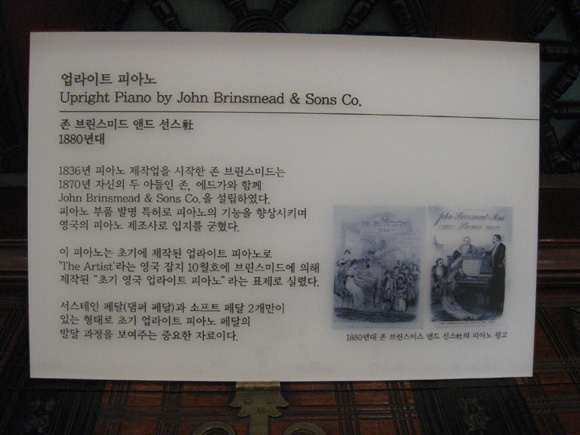 업라이트 피아노
Upright Piano by John Brinsmead & Sons Co.
존 브린스미드 앤드 선스社
1880년대
1836년 피아노 제작업을 시작한 존 브린스미드는
1870년 자신의 두 아들인 존, 에드가와 함께
John Brinsmead & Sons Co.을 설립하였다.
피아노 부품 발명 특허로 피아노의 기능을 향상시키며
영국의 피아노 제조사로 입지를 굳혔다.
이 피아노는 초기에 제작된 업라이트 피아노로
'The Artist'라는 영국 잡지 10월호에 브린스미드에 의해
제작된 "초기 영국 업라이트 피아노" 라는 표제로 실렸다.
서스테인 페달(댐퍼 페달)과 소프트 페달 2개만이
있는 형태로 초기 업라이트 피아노 페달의
발달 과정을 보여주는 중요한 자료이다.
John Brinsmead & Sons
Pianos
1880년대 존 브린스미스 앤드 선스社의 피아노 광고